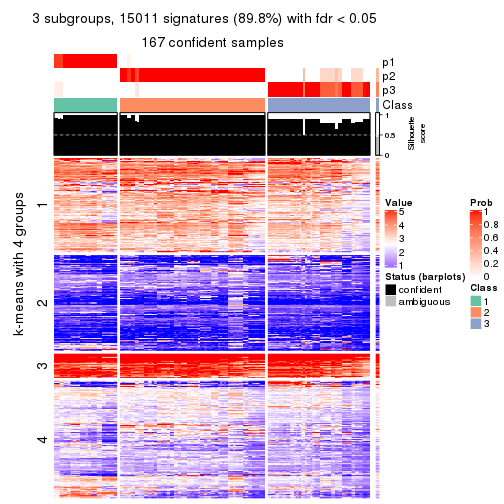 3 subgroups, 15011 signatures (89.8%) with fdr < 0.05
167 confident samples
p1
p2
p3
Class
1
0.5
0
Silhouette
score
k-means with 4 groups
1
2
3
4
Value
5
4
3
2
1
Status (barplots)
confident
ambiguous
Prob
1
0.8
0.6
0.4
0.2
0
Class
1
2
3